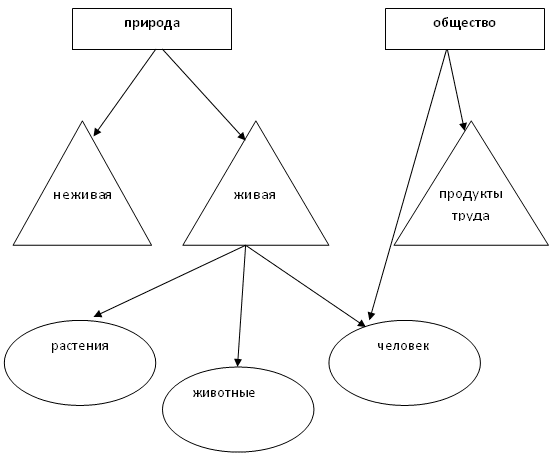 природа
общество
неживая
живая
продукты
труда
растения
животные
человек